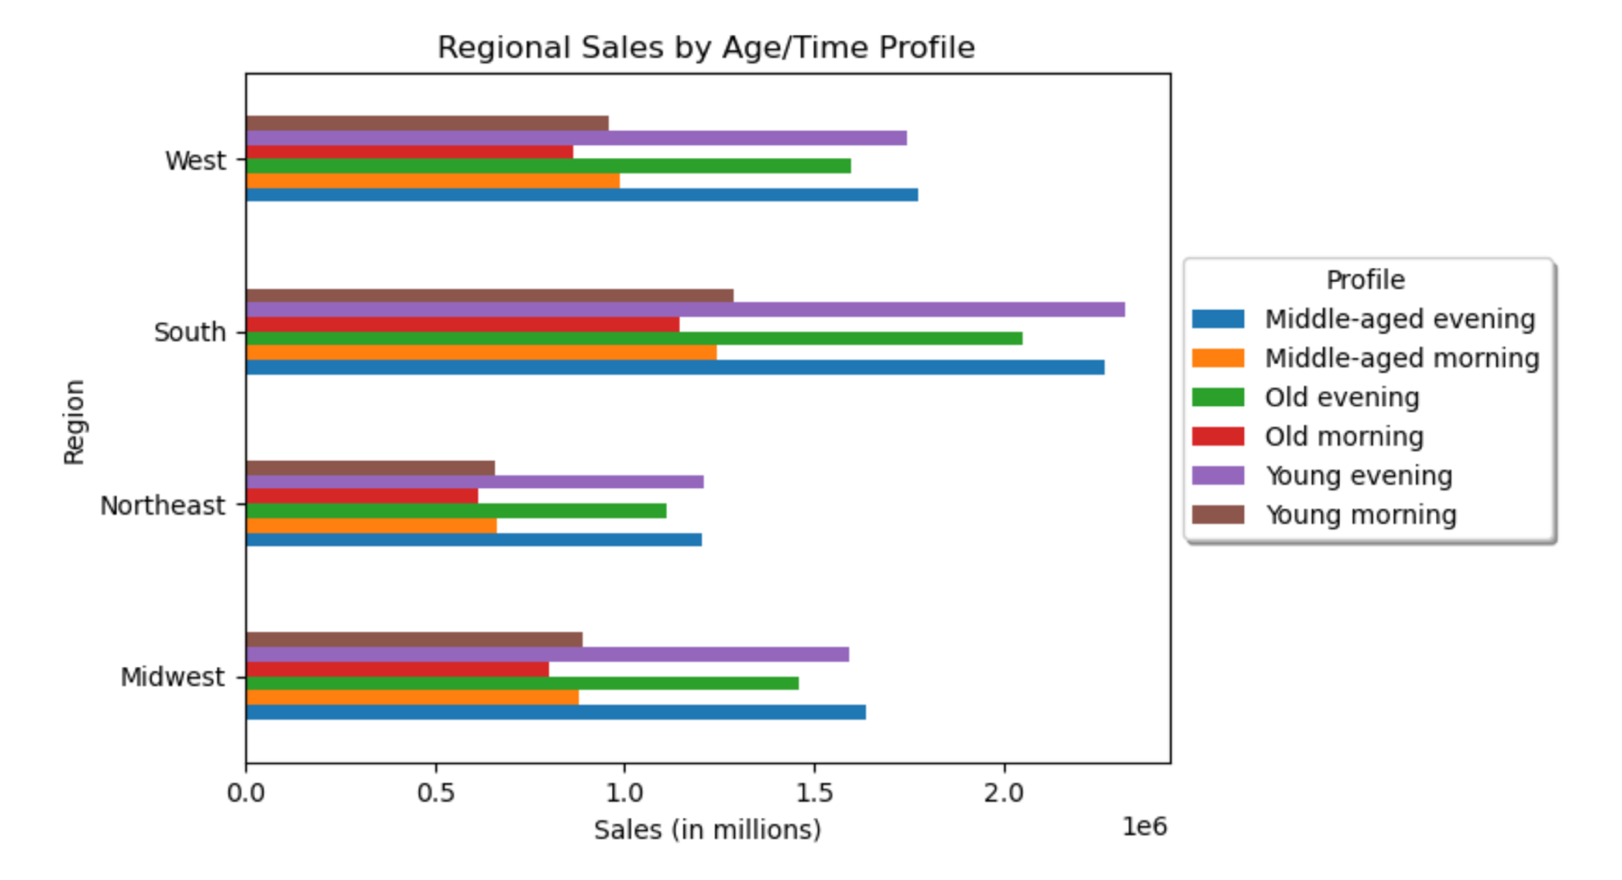 Regional Sales by Age/Time Profile
West
South
Northeast
Midwest
Region
0.0 0.5 1.0 1.5 2.0
1e6
Sales (in millions)
Profile
Middle-aged evening
Middle-aged morning
Old evening
Old morning
Young evening
Young morning